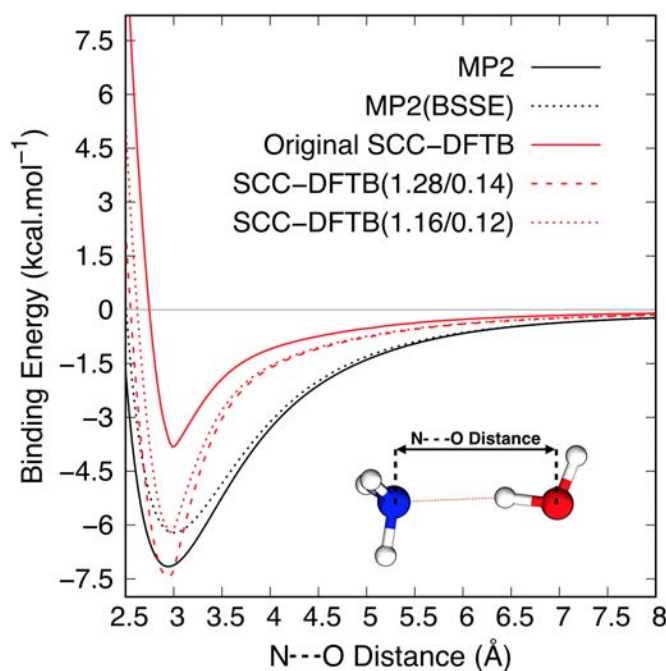 7.5
6
4.5
3
1.5
0
−1.5
−3
−4.5
−6
−7.5
Binding Energy (kcal.mol−1)
MP2
MP2(BSSE)
Original SCC−DFTB
SCC−DFTB(1.28/0.14)
SCC−DFTB(1.16/0.12)
N---O Distance
2.5 3 3.5 4 4.5 5 5.5 6 6.5 7 7.5 8
N---O Distance (Å)